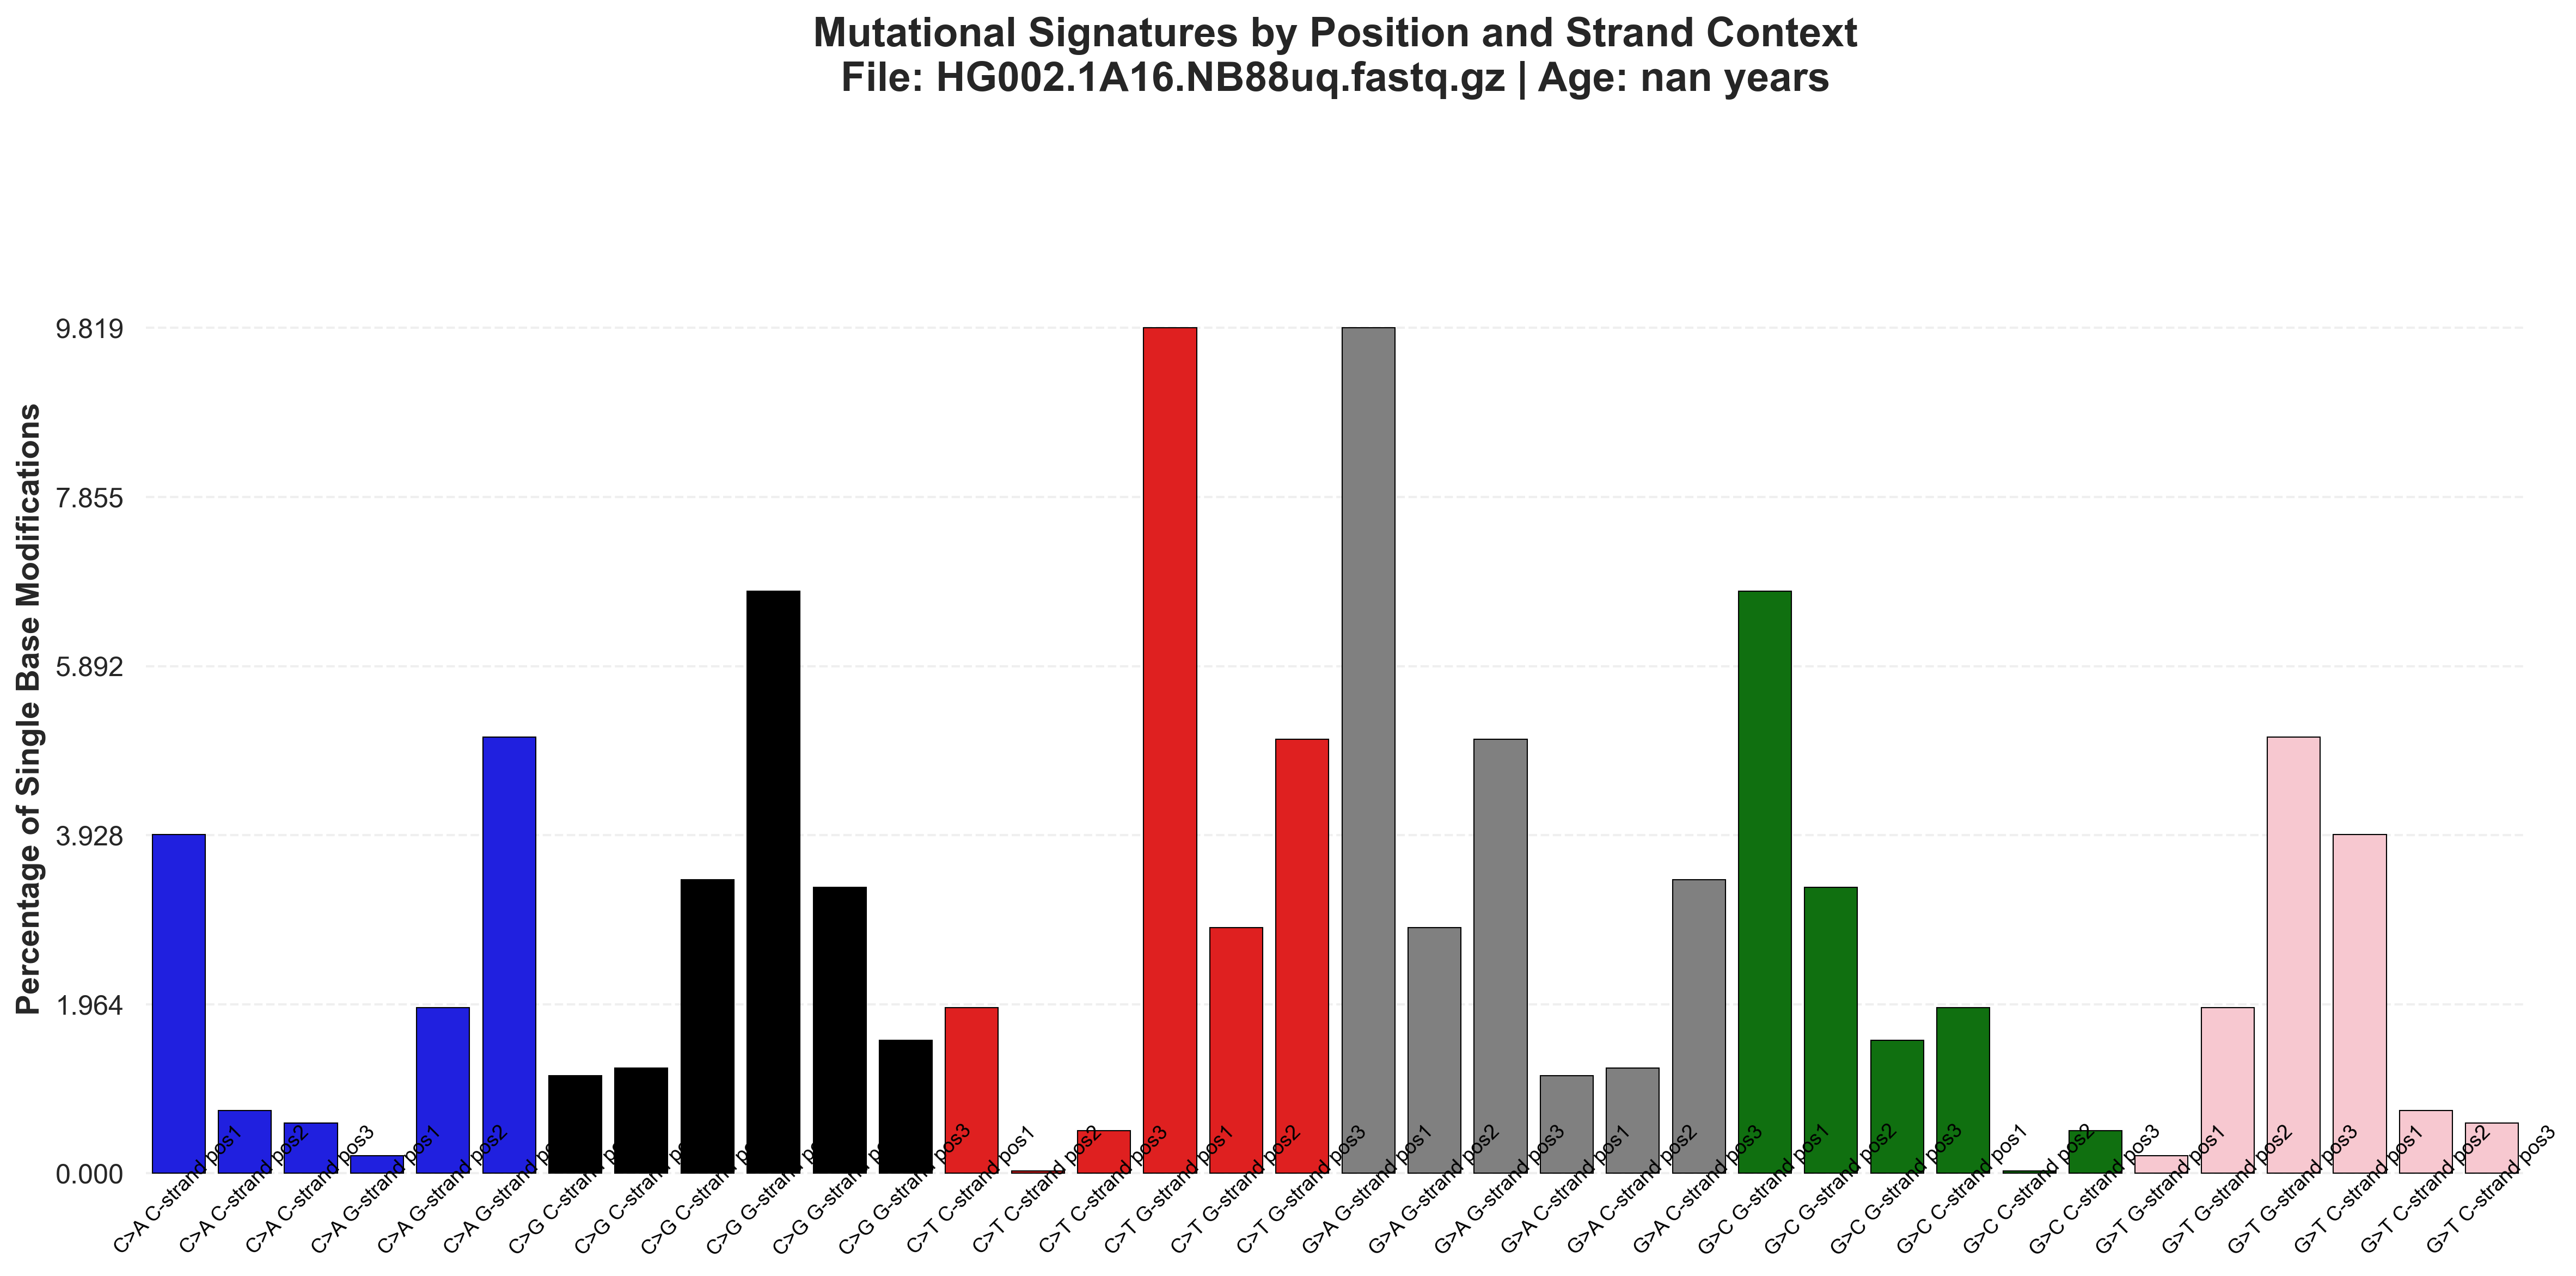 Mutational Signatures by Position and Strand Context
File: HG002.1A16.NB88uq.fastq.gz | Age: nan years
Percentage of Single Base Modifications
9.819
7.855
5.892
3.928
1.964
0.000
C>A C-strand pos1
C>A C-strand pos2
C>A C-strand pos3
C>A G-strand pos1
C>A G-strand pos2
C>A G-strand po
C>G C-strand p
C>G C-strand po
C>G C-strand po
C>G G-strand p
C>G G-strand po
C>G G-strand pos3
C>T C-strand pos1
C>T C-strand pos2
C>T C-strand pos3
C>T G-strand pos1
C>T G-strand pos2
C>T G-strand pos3
G>A G-strand pos1
G>A G-strand pos2
G>A G-strand pos3
G>A C-strand pos1
G>A C-strand pos2
G>A C-strand pos3
G>C G-strand pos1
G>C G-strand pos2
G>C G-strand pos3
G>C C-strand pos1
G>C C-strand pos2
G>C C-strand pos3
G>T G-strand pos1
G>T G-strand pos2
G>T G-strand pos3
G>T C-strand pos1
G>T C-strand pos2
G>T C-strand pos3